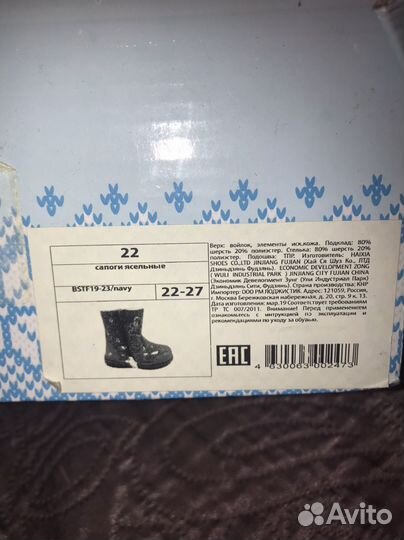 22
сапоги ясельные
BSTF19-23/navy
22-27
Верх: войлок, элементы иск.кожа. Подклад: 80%
шерсть 20% полиэстер. Стелька: 80% шерсть 20%
полиэстер. Подошва: ТПР. Изготовитель: HAIXIA
SHOES CO.,LTD JINJIANG FUJIAN (Хай Ся Шуз Ко., ЛТД
Дзиньдзянь Фудзянь). ECONOMIC DEVELOPMENT ZONG
( WULI INDUSTRIAL PARK ) JINJIANG CITY FUJIAN CHINA
(Экономик Девелопмент Зунг (Ули Индустриал Парк)
Дзиньдзянь Сити, Фудзянь). Страна производства: КНР
Импортер: ООО РМ ЛОДЖИСТИК. Адрес: 121059, Россия,
г. Москва Бережковская набережная, д. 20, стр. 9 к. 13.
Дата изготовления: мар.19 Соответствует требованиям
ТР ТС 007/2011. Внимание! Перед применением
ознакомьтесь с интрукцией по эксплуатации и
рекомендациями по уходу за обувью.
EAC
4 630063 002473
Avito